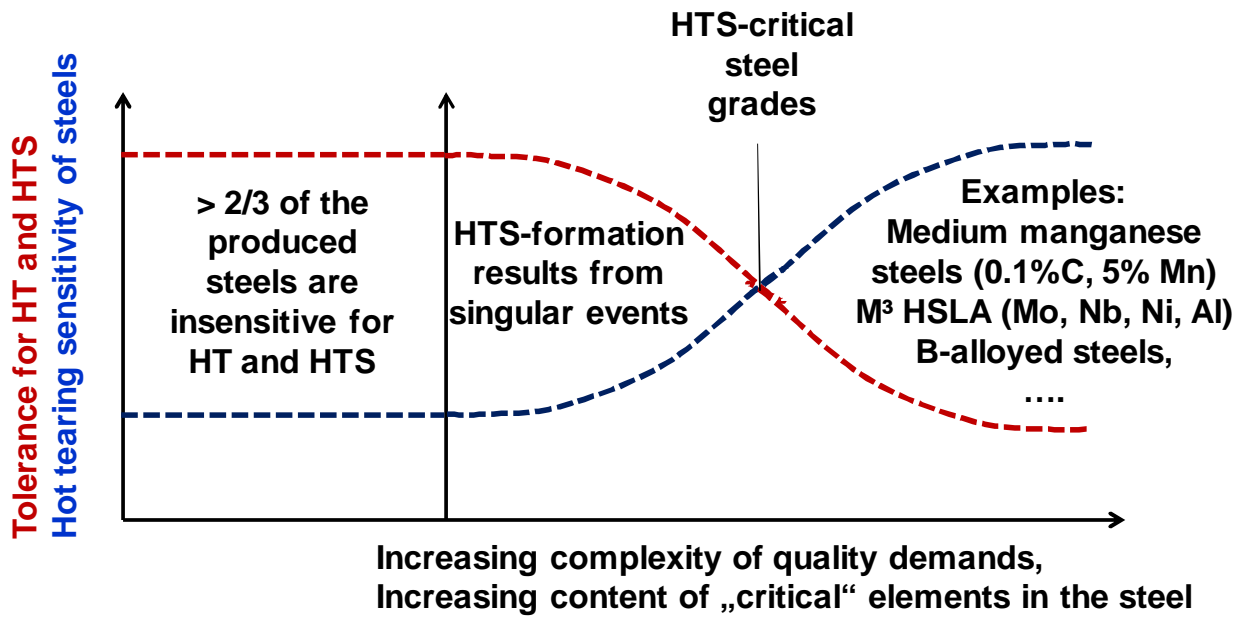 Tolerance for HT and HTS
Hot tearing sensitivity of steels
HTS-critical
steel
grades
> 2/3 of the
produced
steels are
insensitive for
HT and HTS
HTS-formation
results from
singular events
Examples:
Medium manganese
steels (0.1%C, 5% Mn)
M³ HSLA (Mo, Nb, Ni, Al)
B-alloyed steels,
....
Increasing complexity of quality demands,
Increasing content of „critical“ elements in the steel